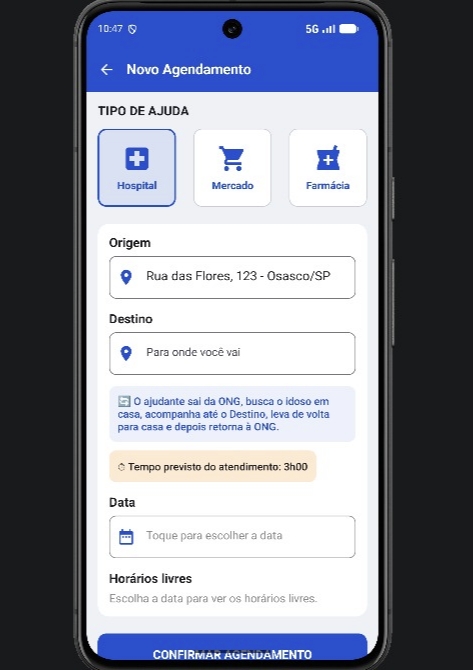 10:47
5G
Novo Agendamento
TIPO DE AJUDA
Hospital
Mercado
Farmácia
Origem
Rua das Flores, 123 - Osasco/SP
Destino
Para onde você vai
O ajudante sai da ONG, busca o idoso em
casa, acompanha até o Destino, leva de volta
para casa e depois retorna à ONG.
Tempo previsto do atendimento: 3h00
Data
Toque para escolher a data
Horários livres
Escolha a data para ver os horários livres.
CONFIRMAR AGENDAMENTO